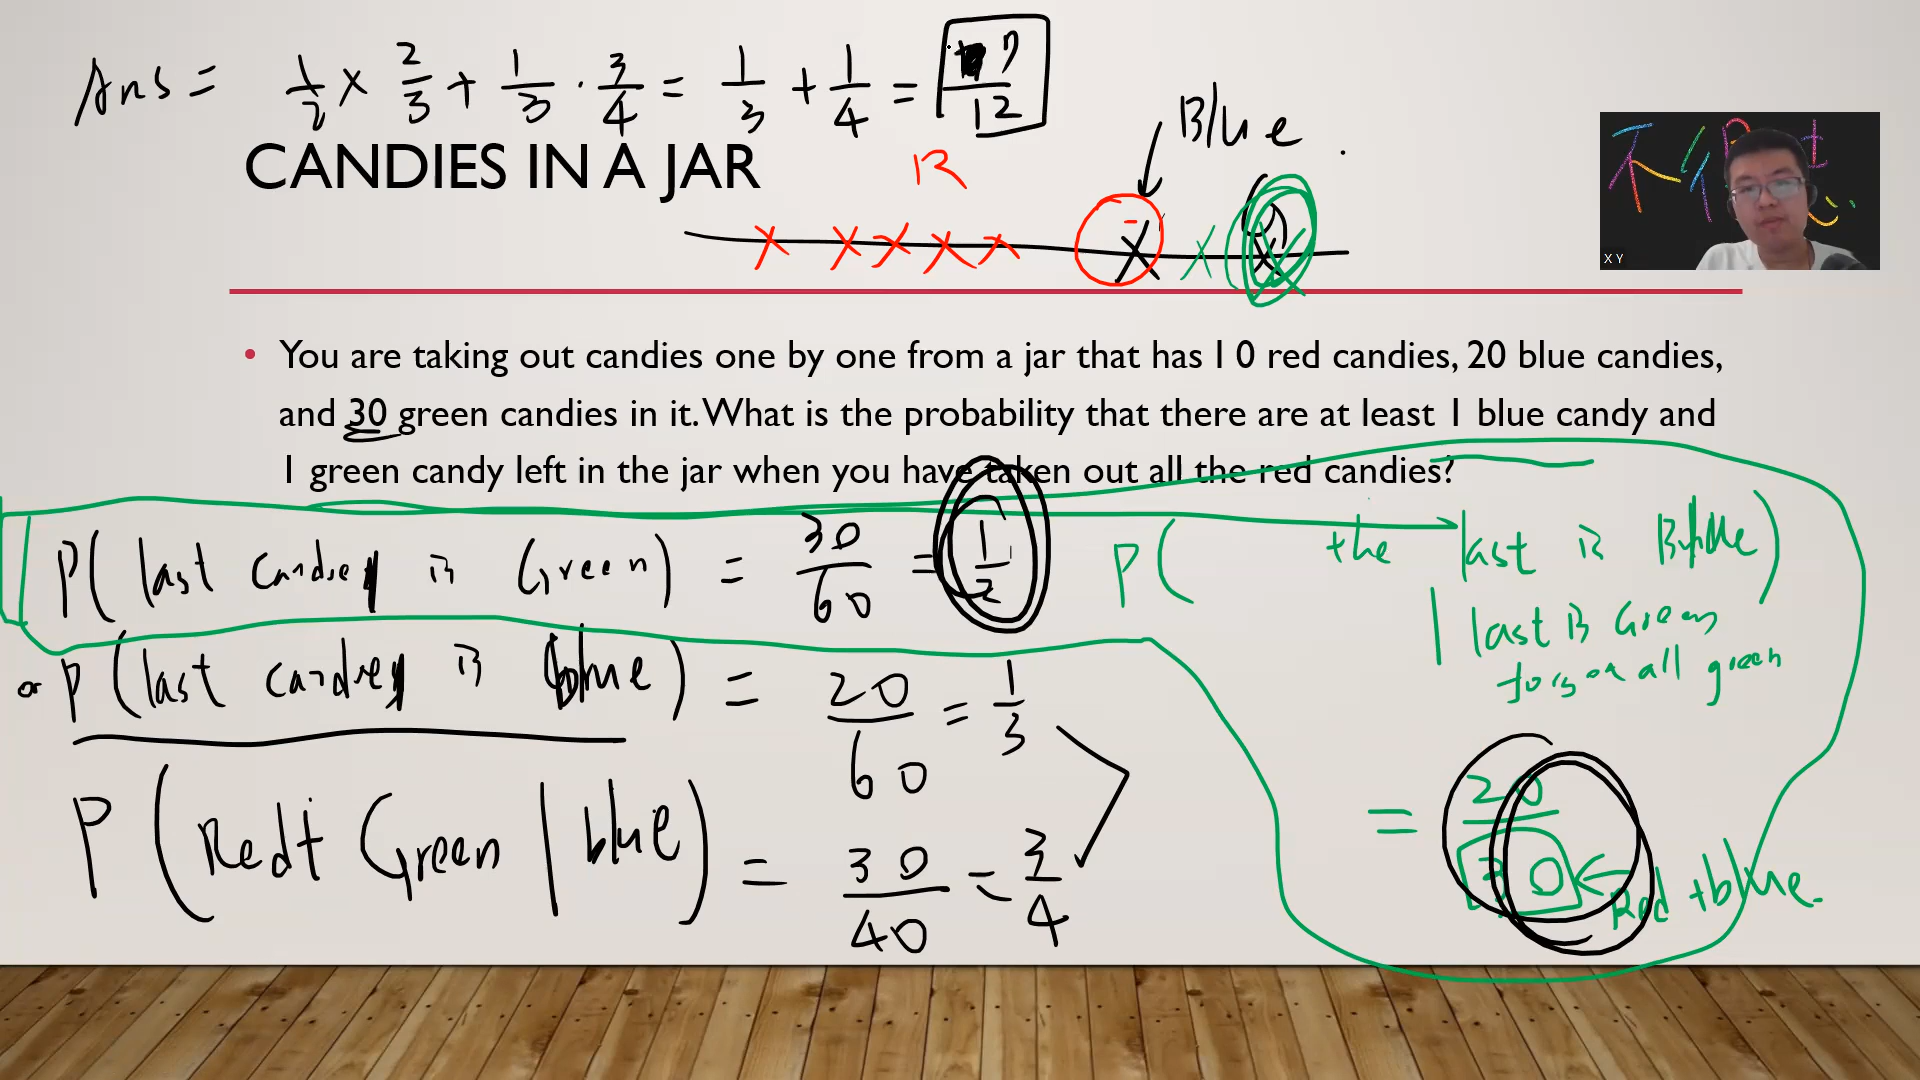 Ans = 1/2 × 2/3 + 1/3 · 3/4 = 1/3 + 1/4 = 7/12
CANDIES IN A JAR
R
Blue
X X X X X X X X
X Y
• You are taking out candies one by one from a jar that has 10 red candies, 20 blue candies,
and 30 green candies in it. What is the probability that there are at least 1 blue candy and
1 green candy left in the jar when you have taken out all the red candies?
P( last candy is Green ) = 30/60 = 1/2
P( the last is Blue )
| last is Green
all green
or P ( last candy is blue ) = 20/60 = 1/3
P ( Red + Green | blue ) = 30/40 = 3/4
= 20/30 ← Red + blue